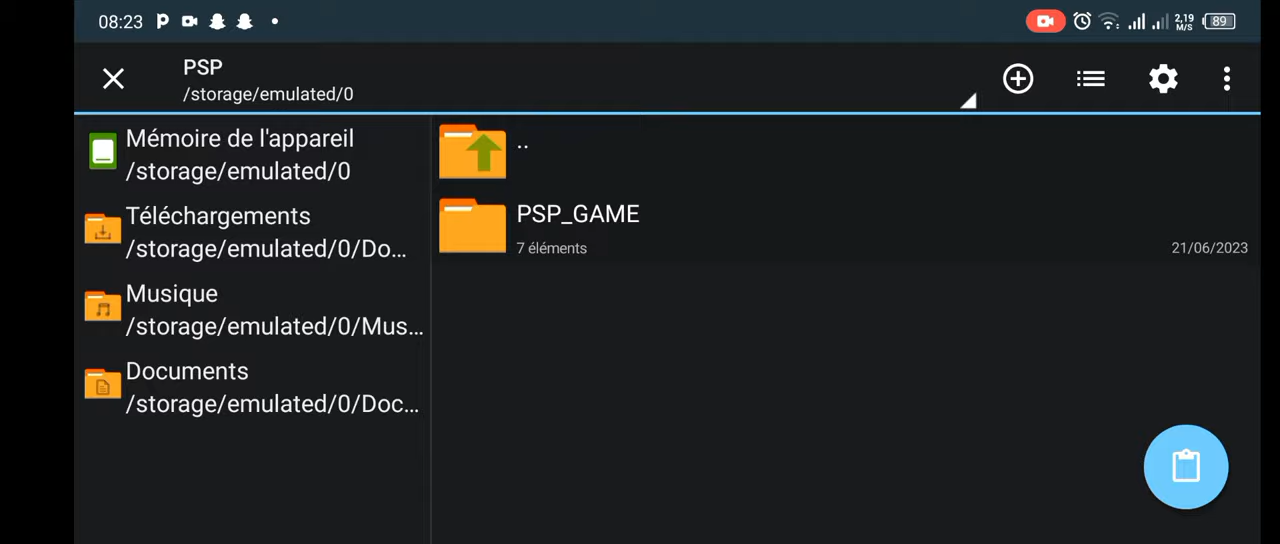 08:23
2,19
M/S
89
PSP
/storage/emulated/0
Mémoire de l'appareil
/storage/emulated/0
Téléchargements
/storage/emulated/0/Do...
Musique
/storage/emulated/0/Mus...
Documents
/storage/emulated/0/Doc...
..
PSP_GAME
7 éléments
21/06/2023